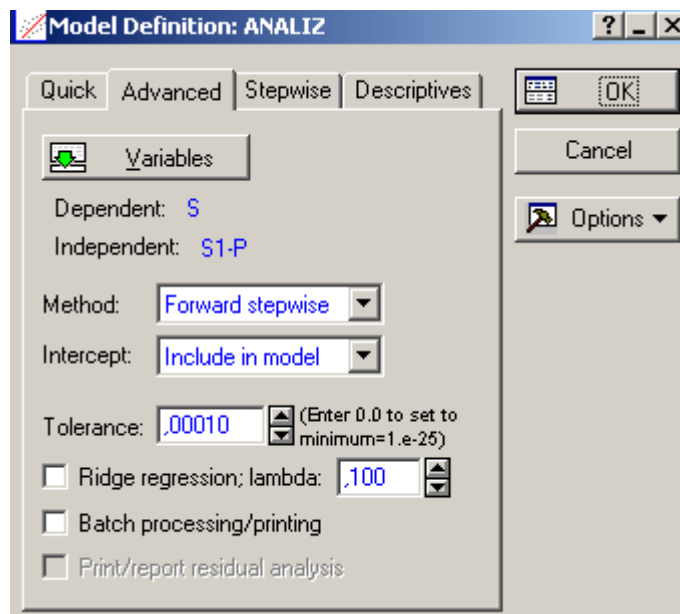 Model Definition: ANALIZ
Quick Advanced Stepwise Descriptives
OK
Variables
Cancel
Dependent: S
Options
Independent: S1-P
Method: Forward stepwise
Intercept: Include in model
Tolerance: ,00010 (Enter 0.0 to set to
minimum=1.e-25)
Ridge regression; lambda: ,100
Batch processing/printing
Print/report residual analysis